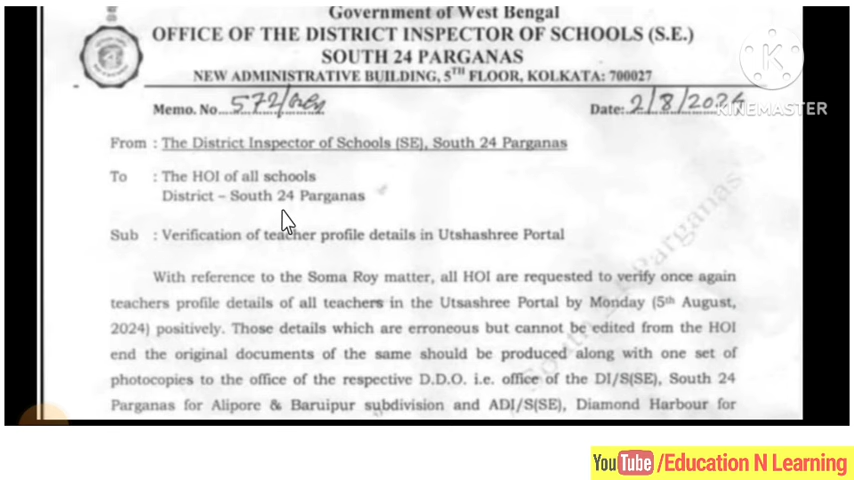 Government of West Bengal
OFFICE OF THE DISTRICT INSPECTOR OF SCHOOLS (S.E.)
SOUTH 24 PARGANAS
NEW ADMINISTRATIVE BUILDING, 5TH FLOOR, KOLKATA: 700027
Memo. No....572/
Date:..2/8/2024
KINEMASTER
From : The District Inspector of Schools (SE), South 24 Parganas
To : The HOI of all schools
District – South 24 Parganas
Sub : Verification of teacher profile details in Utshashree Portal
With reference to the Soma Roy matter, all HOI are requested to verify once again
teachers profile details of all teachers in the Utsashree Portal by Monday (5th August,
2024) positively. Those details which are erroneous but cannot be edited from the HOI
end the original documents of the same should be produced along with one set of
photocopies to the office of the respective D.D.O. i.e. office of the DI/S(SE), South 24
Parganas for Alipore & Baruipur subdivision and ADI/S(SE), Diamond Harbour for
South 24 Parganas
YouTube/Education N Learning